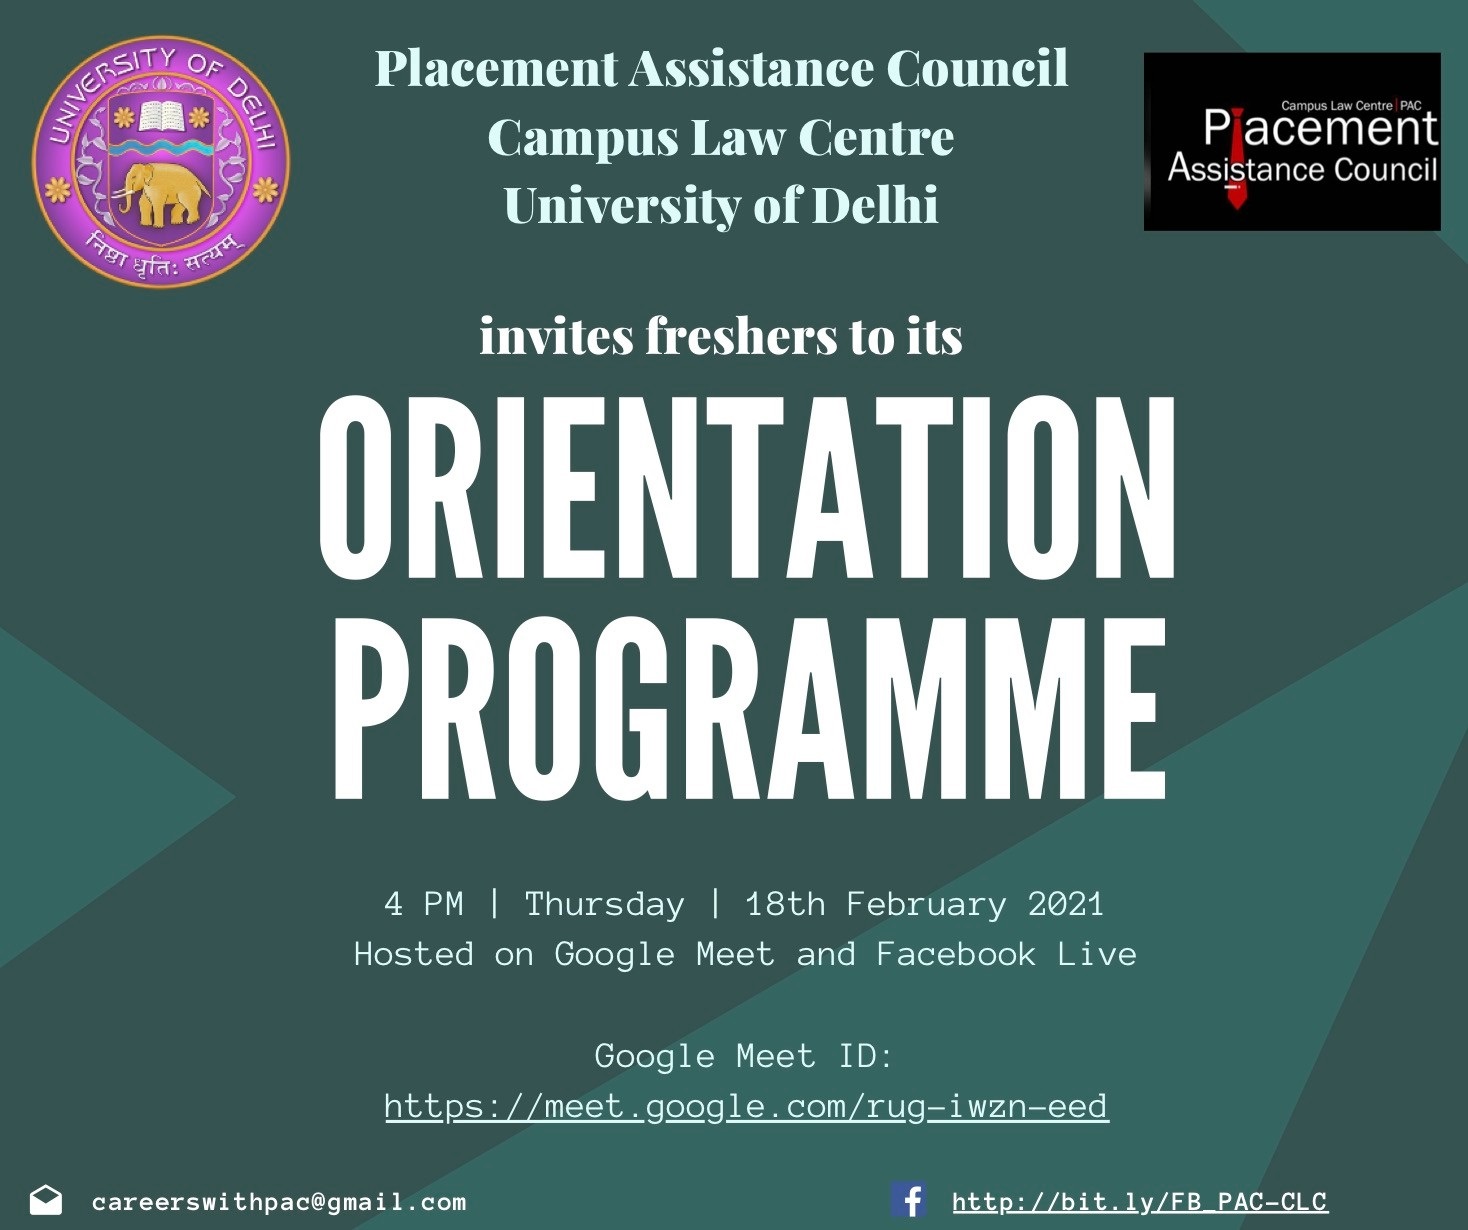 UNIVERSITY OF DELHI
निष्ठा धृति: सत्यम्
Placement Assistance Council
Campus Law Centre
University of Delhi
Campus Law Centre | PAC
Placement
Assistance Council
invites freshers to its
ORIENTATION
PROGRAMME
4 PM | Thursday | 18th February 2021
Hosted on Google Meet and Facebook Live
Google Meet ID:
https://meet.google.com/rug-iwzn-eed
careerswithpac@gmail.com
http://bit.ly/FB_PAC-CLC